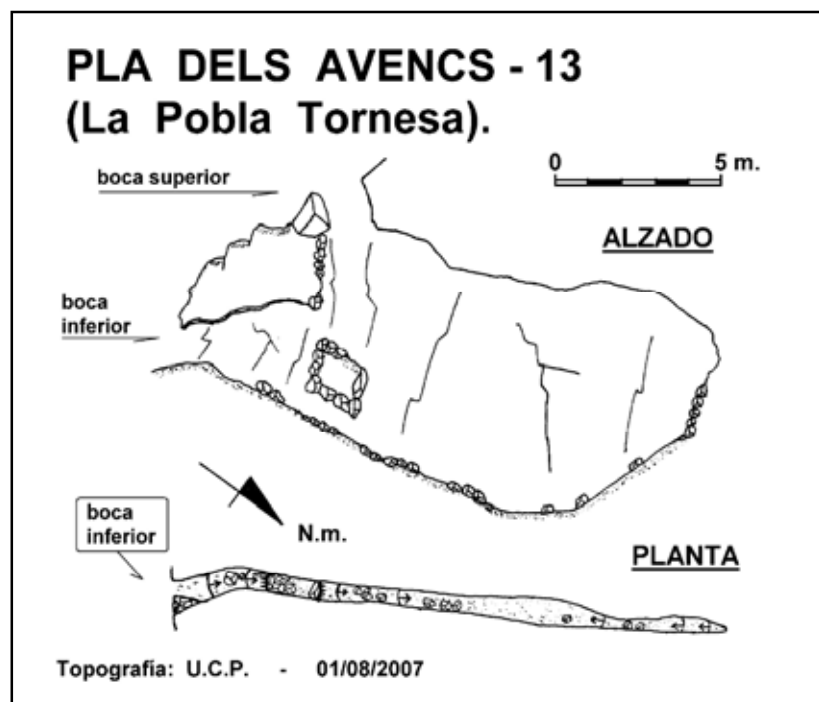 PLA DELS AVENCS - 13
(La Pobla Tornesa).
boca superior
0 5 m.
ALZADO
boca
inferior
N.m.
boca
inferior
PLANTA
Topografía: U.C.P. - 01/08/2007